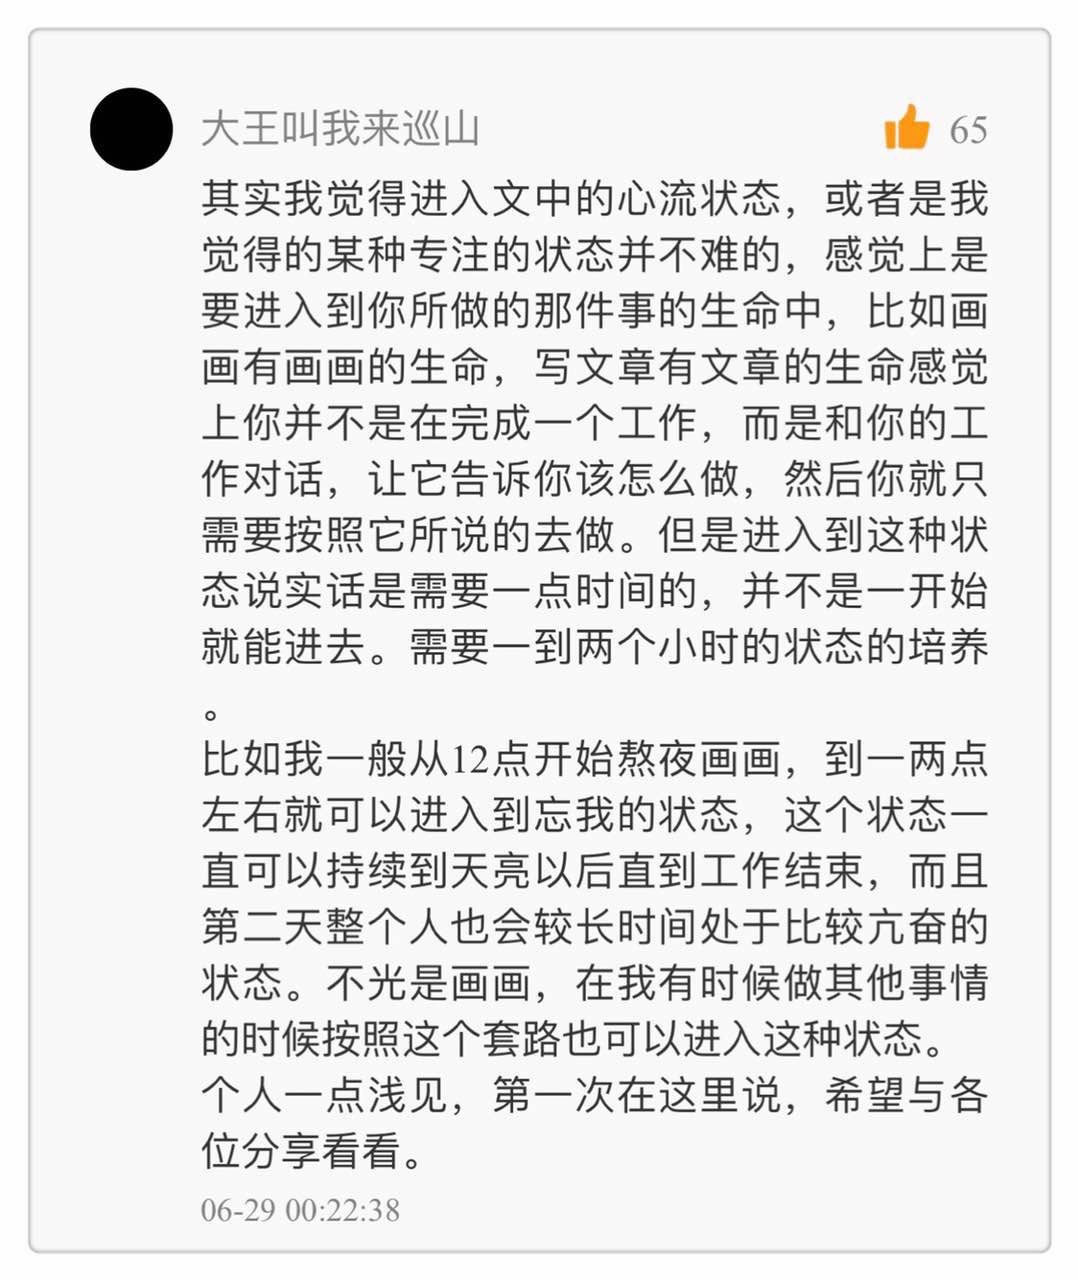 大王叫我来巡山
65
其实我觉得进入文中的心流状态，或者是我
觉得的某种专注的状态并不难的，感觉上是
要进入到你所做的那件事的生命中，比如画
画有画画的生命，写文章有文章的生命感觉
上你并不是在完成一个工作，而是和你的工
作对话，让它告诉你该怎么做，然后你就只
需要按照它所说的去做。但是进入到这种状
态说实话是需要一点时间的，并不是一开始
就能进去。需要一到两个小时的状态的培养
。
比如我一般从12点开始熬夜画画，到一两点
左右就可以进入到忘我的状态，这个状态一
直可以持续到天亮以后直到工作结束，而且
第二天整个人也会较长时间处于比较亢奋的
状态。不光是画画，在我有时候做其他事情
的时候按照这个套路也可以进入这种状态。
个人一点浅见，第一次在这里说，希望与各
位分享看看。
06-29 00:22:38